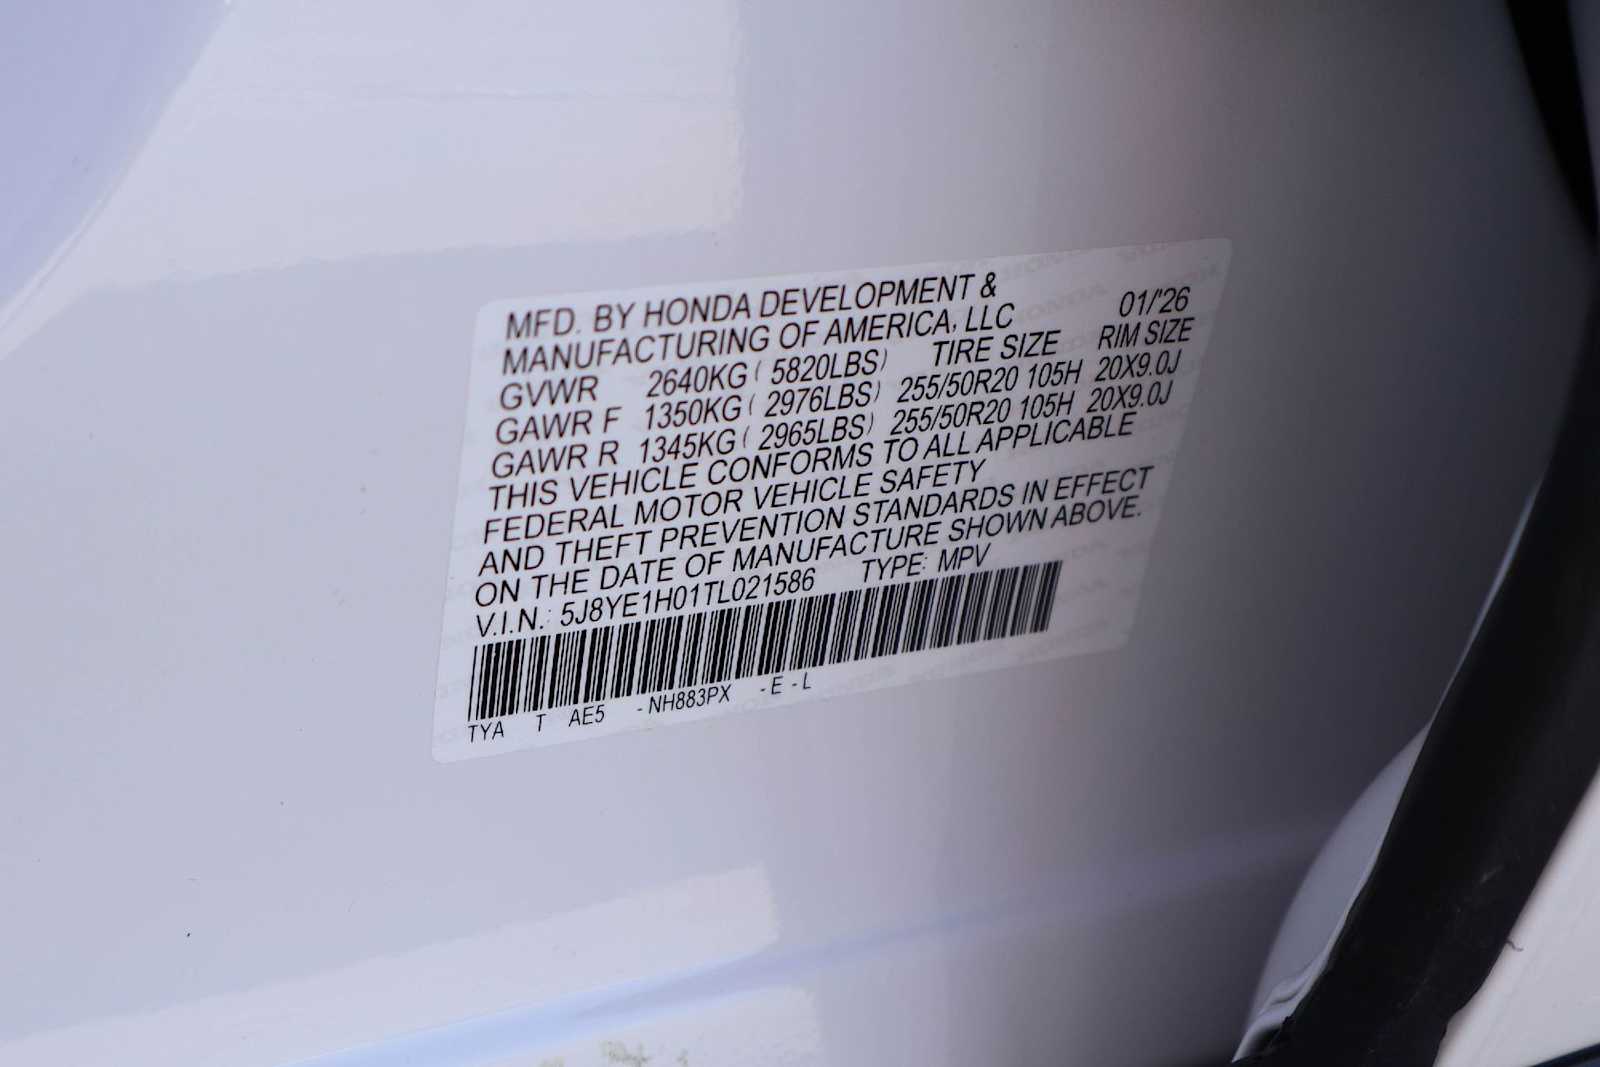 MFD. BY HONDA DEVELOPMENT &
MANUFACTURING OF AMERICA, LLC 01/'26
GVWR 2640KG ( 5820LBS) TIRE SIZE RIM SIZE
GAWR F 1350KG ( 2976LBS) 255/50R20 105H 20X9.0J
GAWR R 1345KG ( 2965LBS) 255/50R20 105H 20X9.0J
THIS VEHICLE CONFORMS TO ALL APPLICABLE
FEDERAL MOTOR VEHICLE SAFETY
AND THEFT PREVENTION STANDARDS IN EFFECT
ON THE DATE OF MANUFACTURE SHOWN ABOVE.
V.I.N.: 5J8YE1H01TL021586 TYPE: MPV
TYA T AE5 -NH883PX -E -L